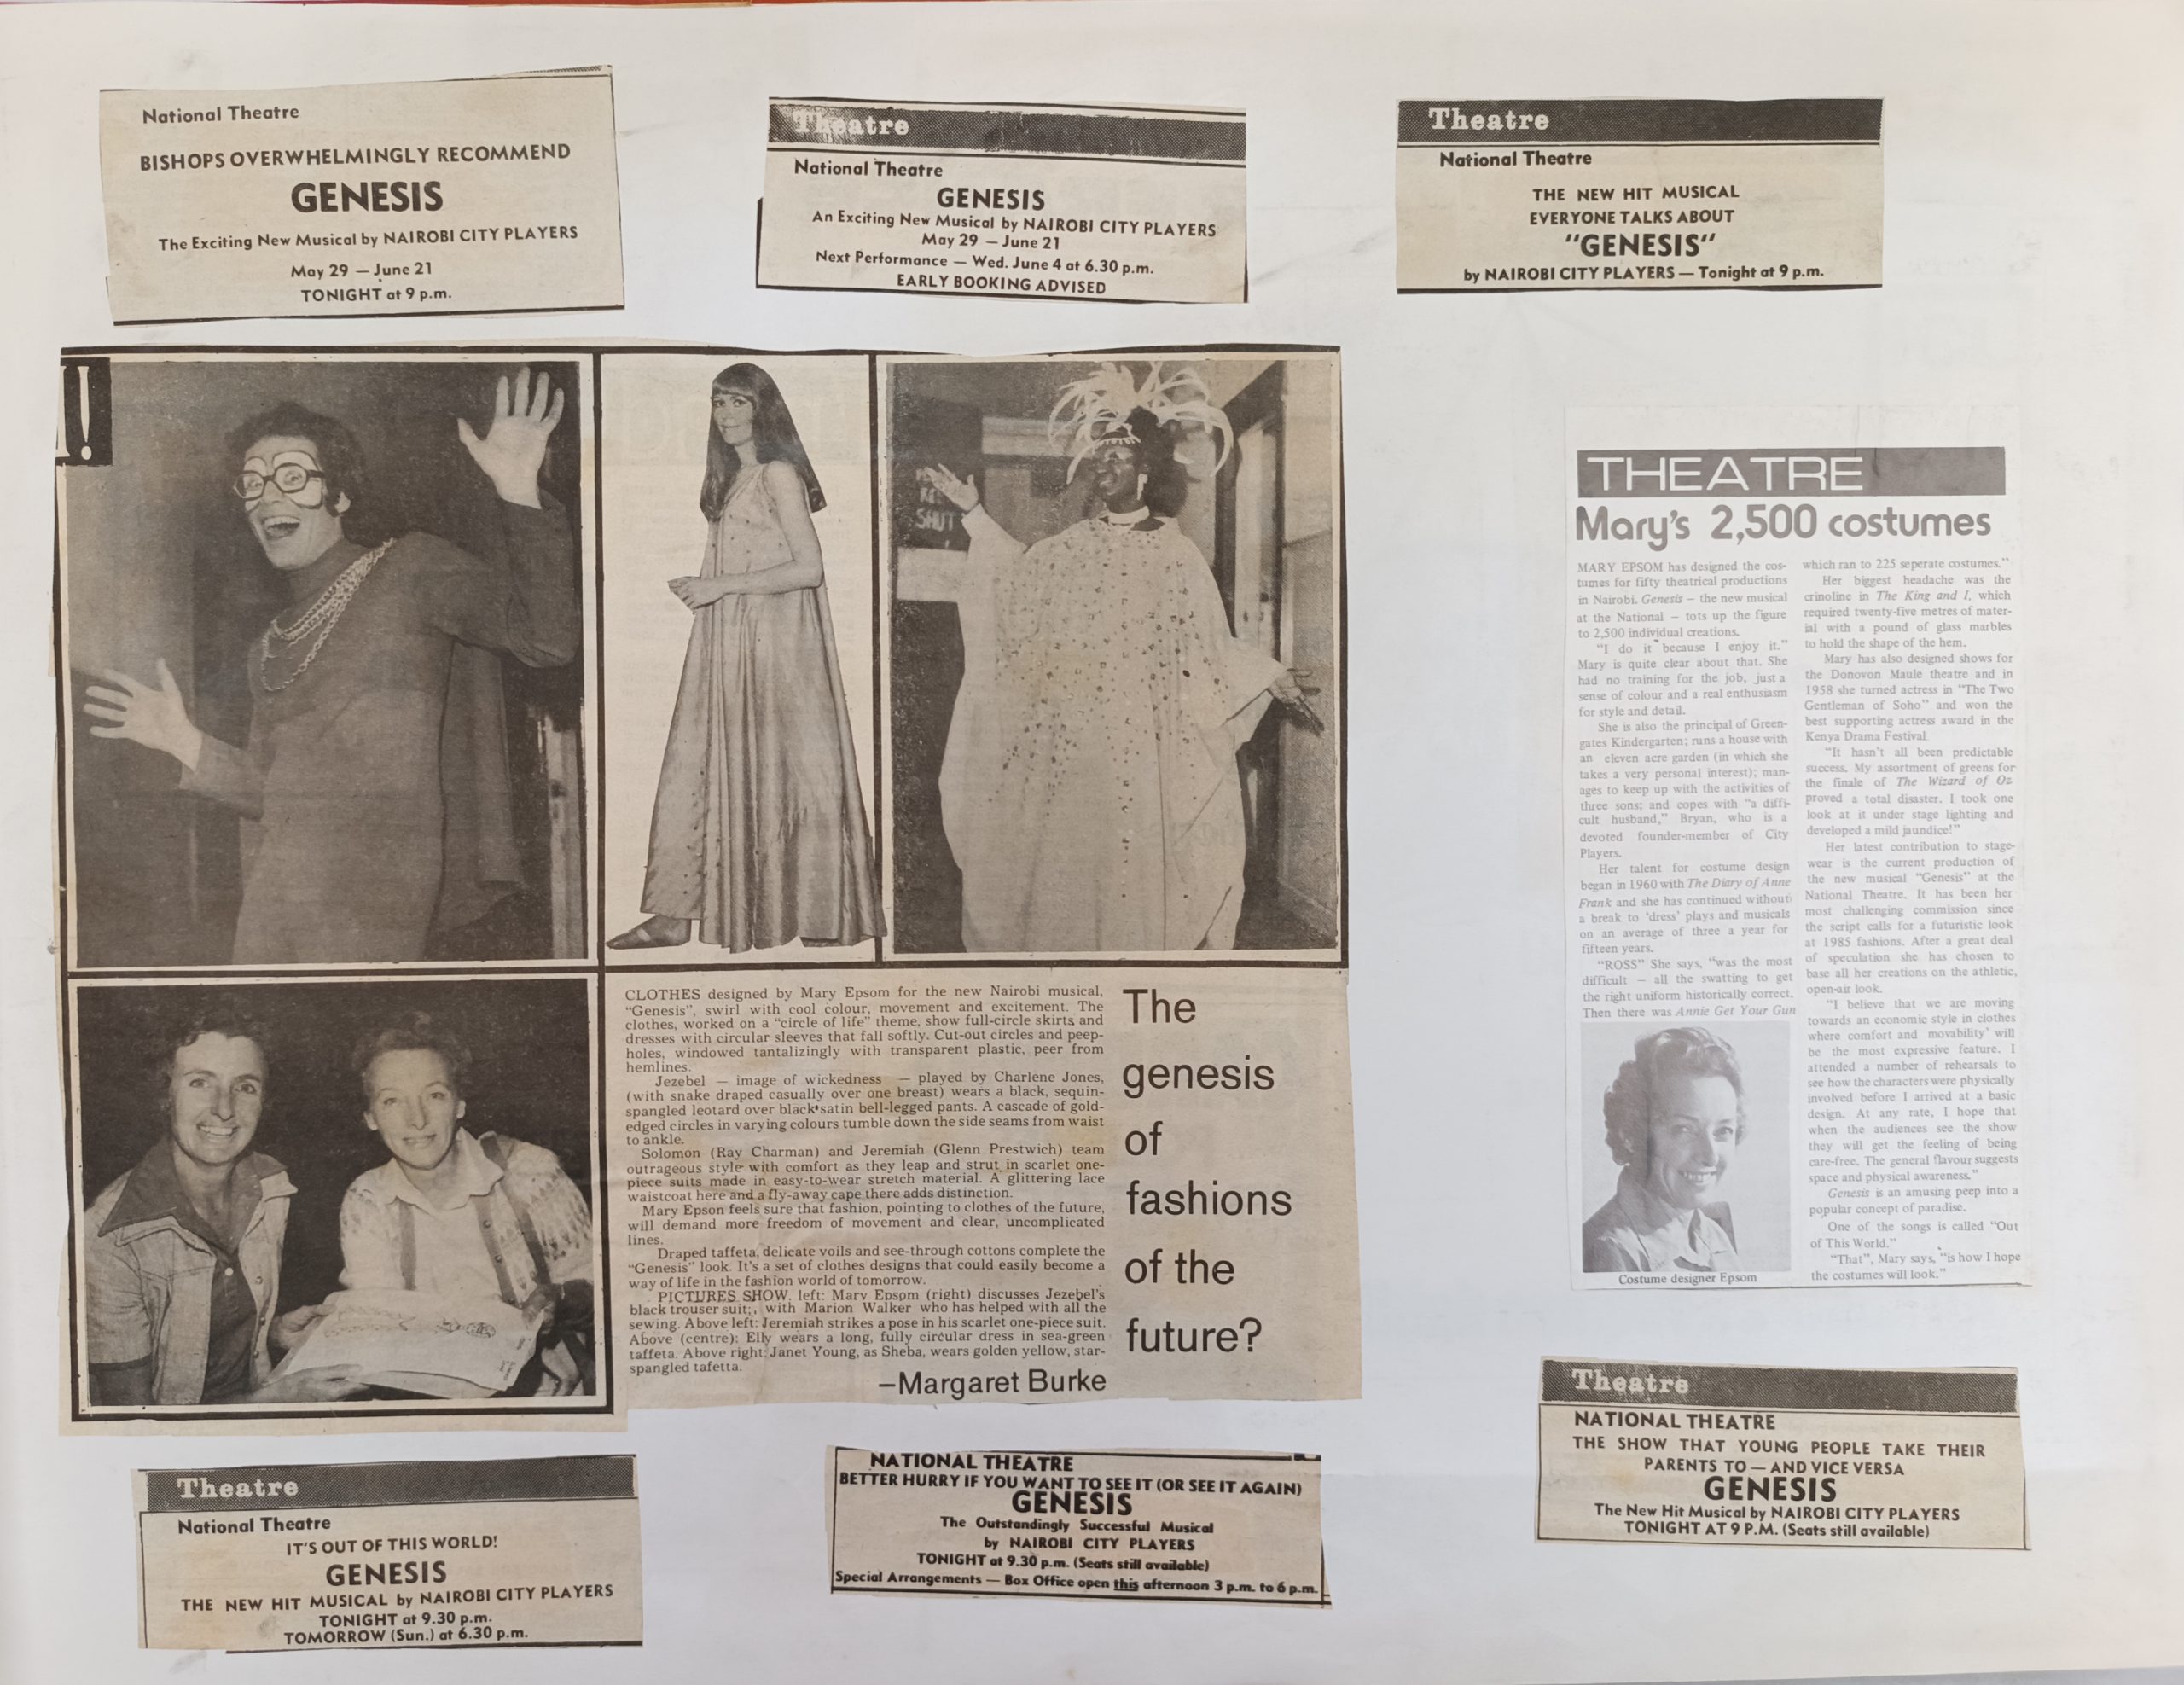 National Theatre
BISHOPS OVERWHELMINGLY RECOMMEND
GENESIS
The Exciting New Musical by NAIROBI CITY PLAYERS
May 29 — June 21
TONIGHT at 9 p.m.
Theatre
National Theatre
GENESIS
An Exciting New Musical by NAIROBI CITY PLAYERS
May 29 — June 21
Next Performance — Wed. June 4 at 6.30 p.m.
EARLY BOOKING ADVISED
Theatre
National Theatre
THE NEW HIT MUSICAL
EVERYONE TALKS ABOUT
"GENESIS"
by NAIROBI CITY PLAYERS — Tonight at 9 p.m.
!
SHUT
CLOTHES designed by Mary Epsom for the new Nairobi musical,
"Genesis", swirl with cool colour, movement and excitement. The
clothes, worked on a "circle of life" theme, show full-circle skirts and
dresses with circular sleeves that fall softly. Cut-out circles and peep-
holes, windowed tantalizingly with transparent plastic, peer from
hemlines.
Jezebel — image of wickedness — played by Charlene Jones,
(with snake draped casually over one breast) wears a black, sequin-
spangled leotard over black satin bell-legged pants. A cascade of gold-
edged circles in varying colours tumble down the side seams from waist
to ankle.
Solomon (Ray Charman) and Jeremiah (Glenn Prestwich) team
outrageous style with comfort as they leap and strut in scarlet one-
piece suits made in easy-to-wear stretch material. A glittering lace
waistcoat here and a fly-away cape there adds distinction.
Mary Epson feels sure that fashion, pointing to clothes of the future,
will demand more freedom of movement and clear, uncomplicated
lines.
Draped taffeta, delicate voils and see-through cottons complete the
"Genesis" look. It's a set of clothes designs that could easily become a
way of life in the fashion world of tomorrow.
PICTURES SHOW, left: Mary Epsom (right) discusses Jezebel's
black trouser suit;, with Marion Walker who has helped with all the
sewing. Above left: Jeremiah strikes a pose in his scarlet one-piece suit.
Above (centre): Elly wears a long, fully circular dress in sea-green
taffeta. Above right: Janet Young, as Sheba, wears golden yellow, star-
spangled tafetta.
—Margaret Burke
The
genesis
of
fashions
of the
future?
THEATRE
Mary's 2,500 costumes
MARY EPSOM has designed the cos-
tumes for fifty theatrical productions
in Nairobi. Genesis — the new musical
at the National — tots up the figure
to 2,500 individual creations.
"I do it because I enjoy it."
Mary is quite clear about that. She
had no training for the job, just a
sense of colour and a real enthusiasm
for style and detail.
She is also the principal of Green-
gates Kindergarten; runs a house with
an eleven acre garden (in which she
takes a very personal interest); man-
ages to keep up with the activities of
three sons; and copes with "a diffi-
cult husband," Bryan, who is a
devoted founder-member of City
Players.
Her talent for costume design
began in 1960 with The Diary of Anne
Frank and she has continued without
a break to 'dress' plays and musicals
on an average of three a year for
fifteen years.
"ROSS" She says, "was the most
difficult — all the swatting to get
the right uniform historically correct.
Then there was Annie Get Your Gun
Costume designer Epsom
which ran to 225 seperate costumes."
Her biggest headache was the
crinoline in The King and I, which
required twenty-five metres of mater-
ial with a pound of glass marbles
to hold the shape of the hem.
Mary has also designed shows for
the Donovon Maule theatre and in
1958 she turned actress in "The Two
Gentleman of Soho" and won the
best supporting actress award in the
Kenya Drama Festival.
"It hasn't all been predictable
success. My assortment of greens for
the finale of The Wizard of Oz
proved a total disaster. I took one
look at it under stage lighting and
developed a mild jaundice!"
Her latest contribution to stage-
wear is the current production of
the new musical "Genesis" at the
National Theatre. It has been her
most challenging commission since
the script calls for a futuristic look
at 1985 fashions. After a great deal
of speculation she has chosen to
base all her creations on the athletic,
open-air look.
"I believe that we are moving
towards an economic style in clothes
where comfort and movability' will
be the most expressive feature. I
attended a number of rehearsals to
see how the characters were physically
involved before I arrived at a basic
design. At any rate, I hope that
when the audiences see the show
they will get the feeling of being
care-free. The general flavour suggests
space and physical awareness."
Genesis is an amusing peep into a
popular concept of paradise.
One of the songs is called "Out
of This World."
"That", Mary says, "is how I hope
the costumes will look."
Theatre
National Theatre
IT'S OUT OF THIS WORLD!
GENESIS
THE NEW HIT MUSICAL by NAIROBI CITY PLAYERS
TONIGHT at 9.30 p.m.
TOMORROW (Sun.) at 6.30 p.m.
NATIONAL THEATRE
BETTER HURRY IF YOU WANT TO SEE IT (OR SEE IT AGAIN)
GENESIS
The Outstandingly Successful Musical
by NAIROBI CITY PLAYERS
TONIGHT at 9.30 p.m. (Seats still available)
Special Arrangements — Box Office open this afternoon 3 p.m. to 6 p.m.
Theatre
NATIONAL THEATRE
THE SHOW THAT YOUNG PEOPLE TAKE THEIR
PARENTS TO — AND VICE VERSA
GENESIS
The New Hit Musical by NAIROBI CITY PLAYERS
TONIGHT AT 9 P.M. (Seats still available)